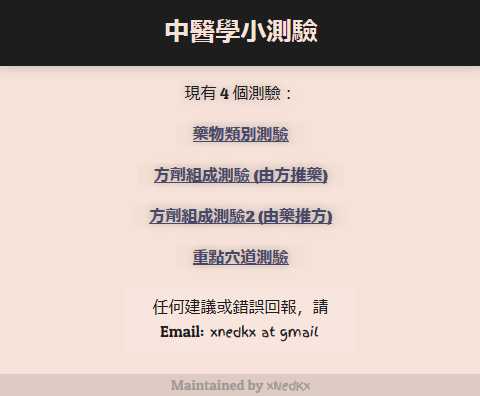 中醫學小測驗
現有 4 個測驗：
藥物類別測驗
方劑組成測驗 (由方推藥)
方劑組成測驗2 (由藥推方)
重點穴道測驗
任何建議或錯誤回報，請
Email: xnedkx at gmail
Maintained by xNedKx